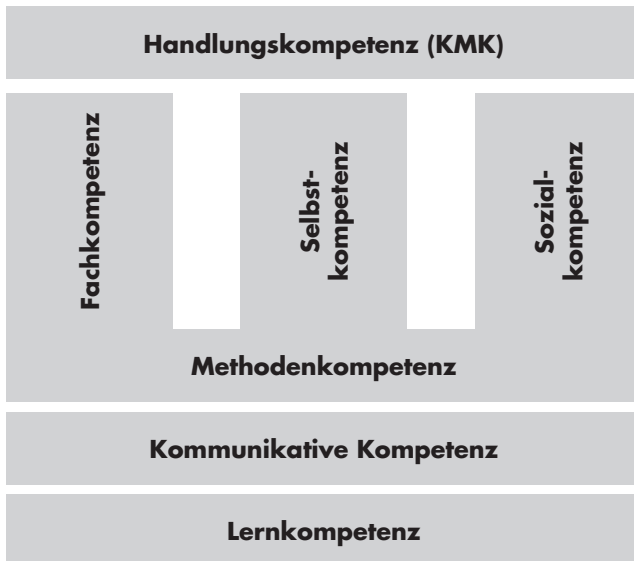 Handlungskompetenz (KMK)
Fachkompetenz
Selbst-
kompetenz
Sozial-
kompetenz
Methodenkompetenz
Kommunikative Kompetenz
Lernkompetenz